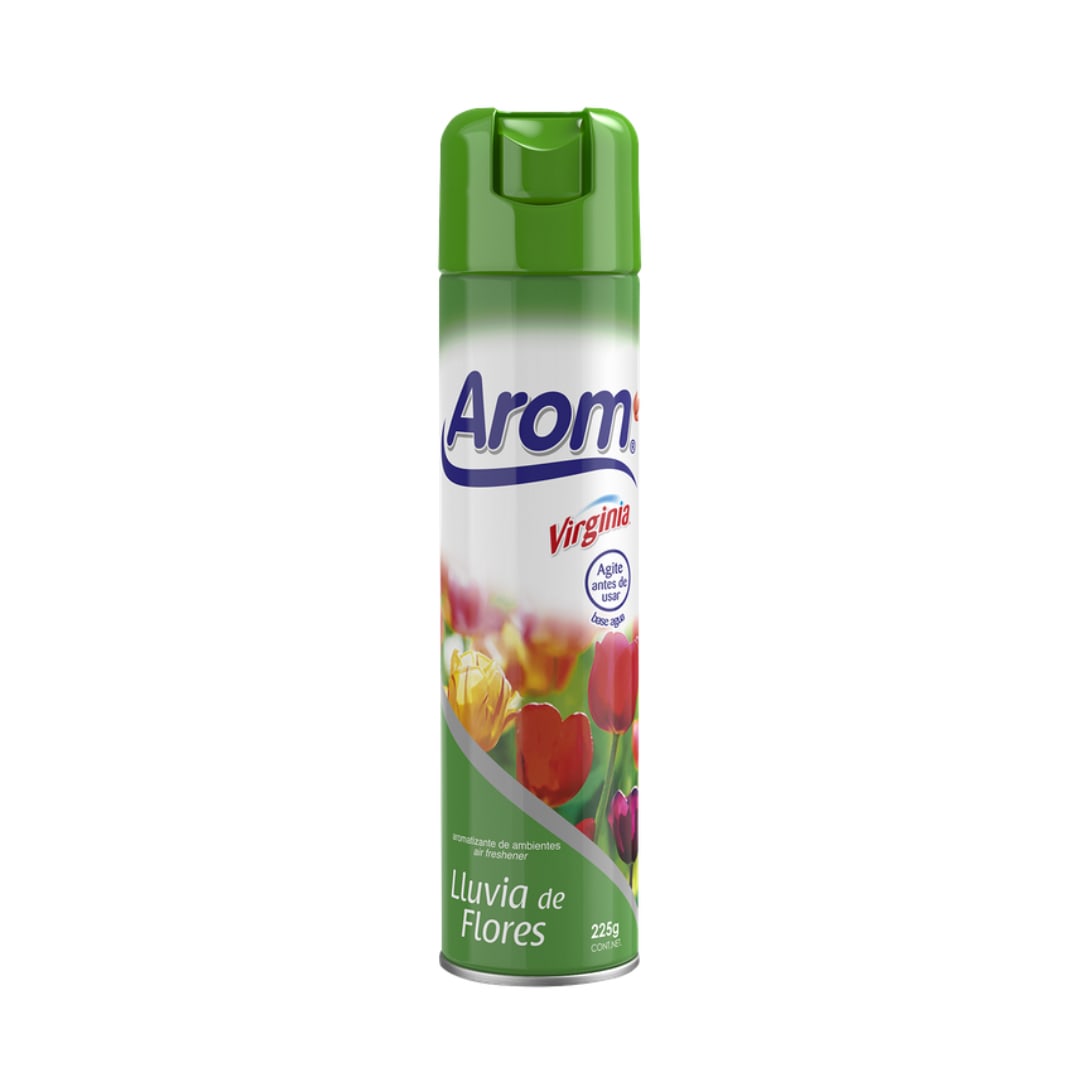 Arom
®
Virginia
Agite
antes de
usar
base agua
aromatizante de ambientes
air freshener
Lluvia de
Flores
225g
CONT.NET.